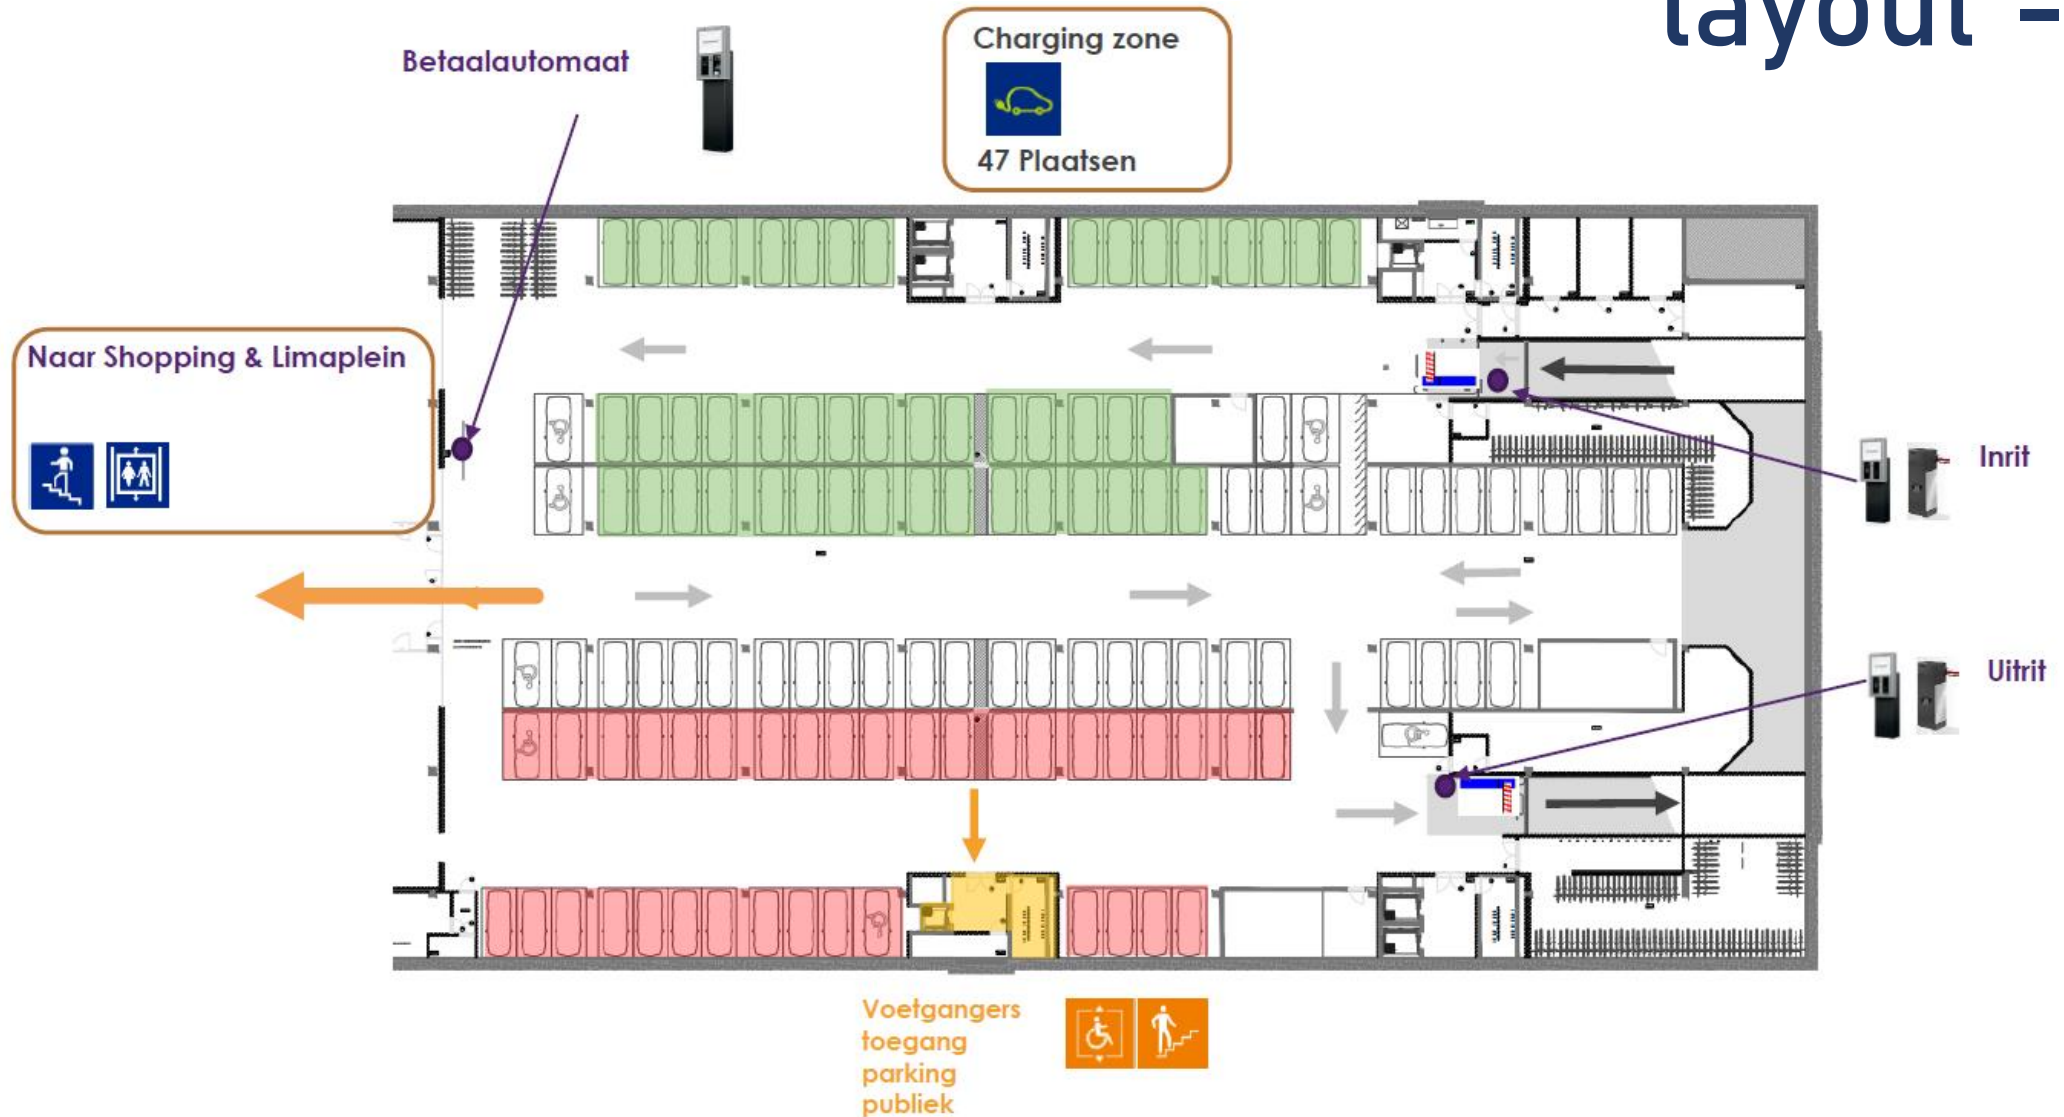 layout –
Betaalautomaat
Charging zone
47 Plaatsen
Naar Shopping & Limaplein
Inrit
Uitrit
Voetgangers
toegang
parking
publiek